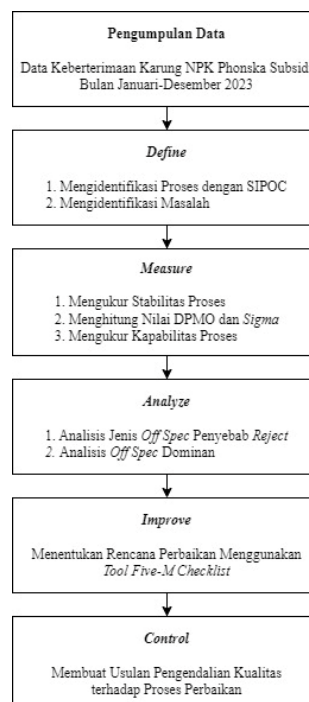 Pengumpulan Data
Data Keberterimaan Karung NPK Phonska Subsid
Bulan Januari-Desember 2023
Define
1. Mengidentifikasi Proses dengan SIPOC
2. Mengidentifikasi Masalah
Measure
1. Mengukur Stabilitas Proses
2. Menghitung Nilai DPMO dan Sigma
3. Mengukur Kapabilitas Proses
Analyze
1. Analisis Jenis Off Spec Penyebab Reject
2. Analisis Off Spec Dominan
Improve
Menentukan Rencana Perbaikan Menggunakan
Tool Five-M Checklist
Control
Membuat Usulan Pengendalian Kualitas
terhadap Proses Perbaikan